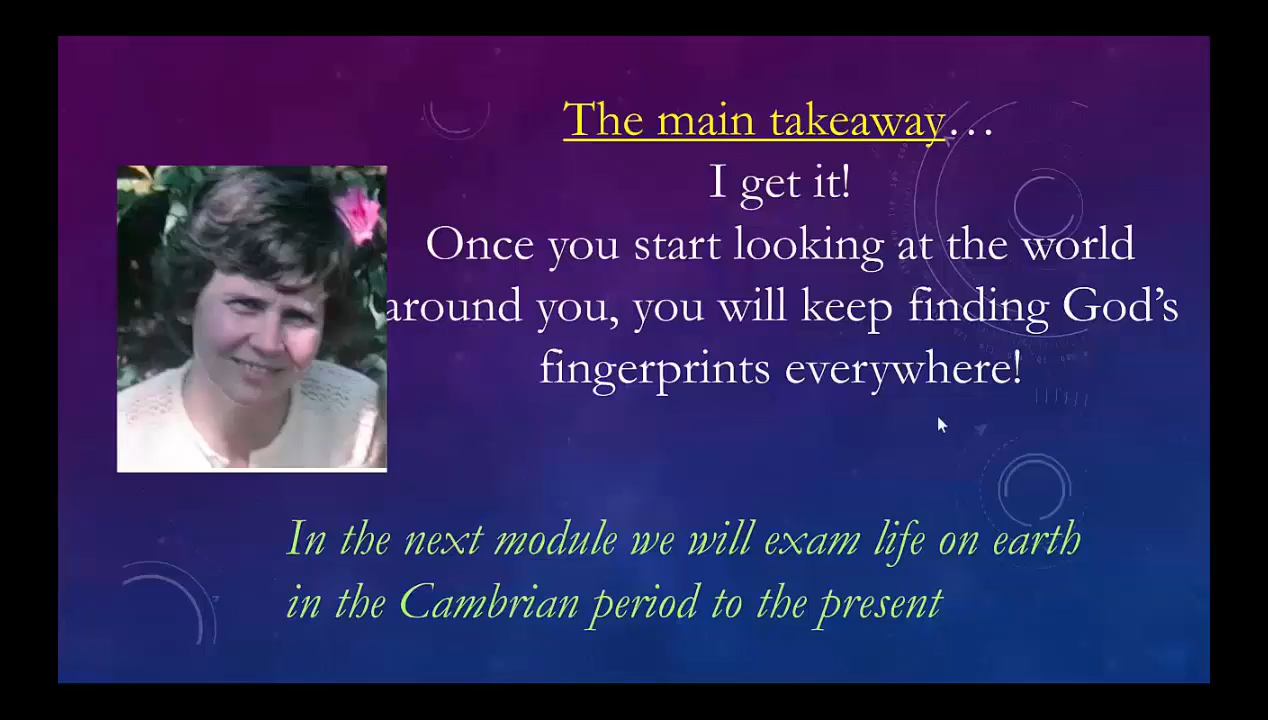 The main takeaway…
I get it!
Once you start looking at the world
around you, you will keep finding God’s
fingerprints everywhere!
In the next module we will exam life on earth
in the Cambrian period to the present